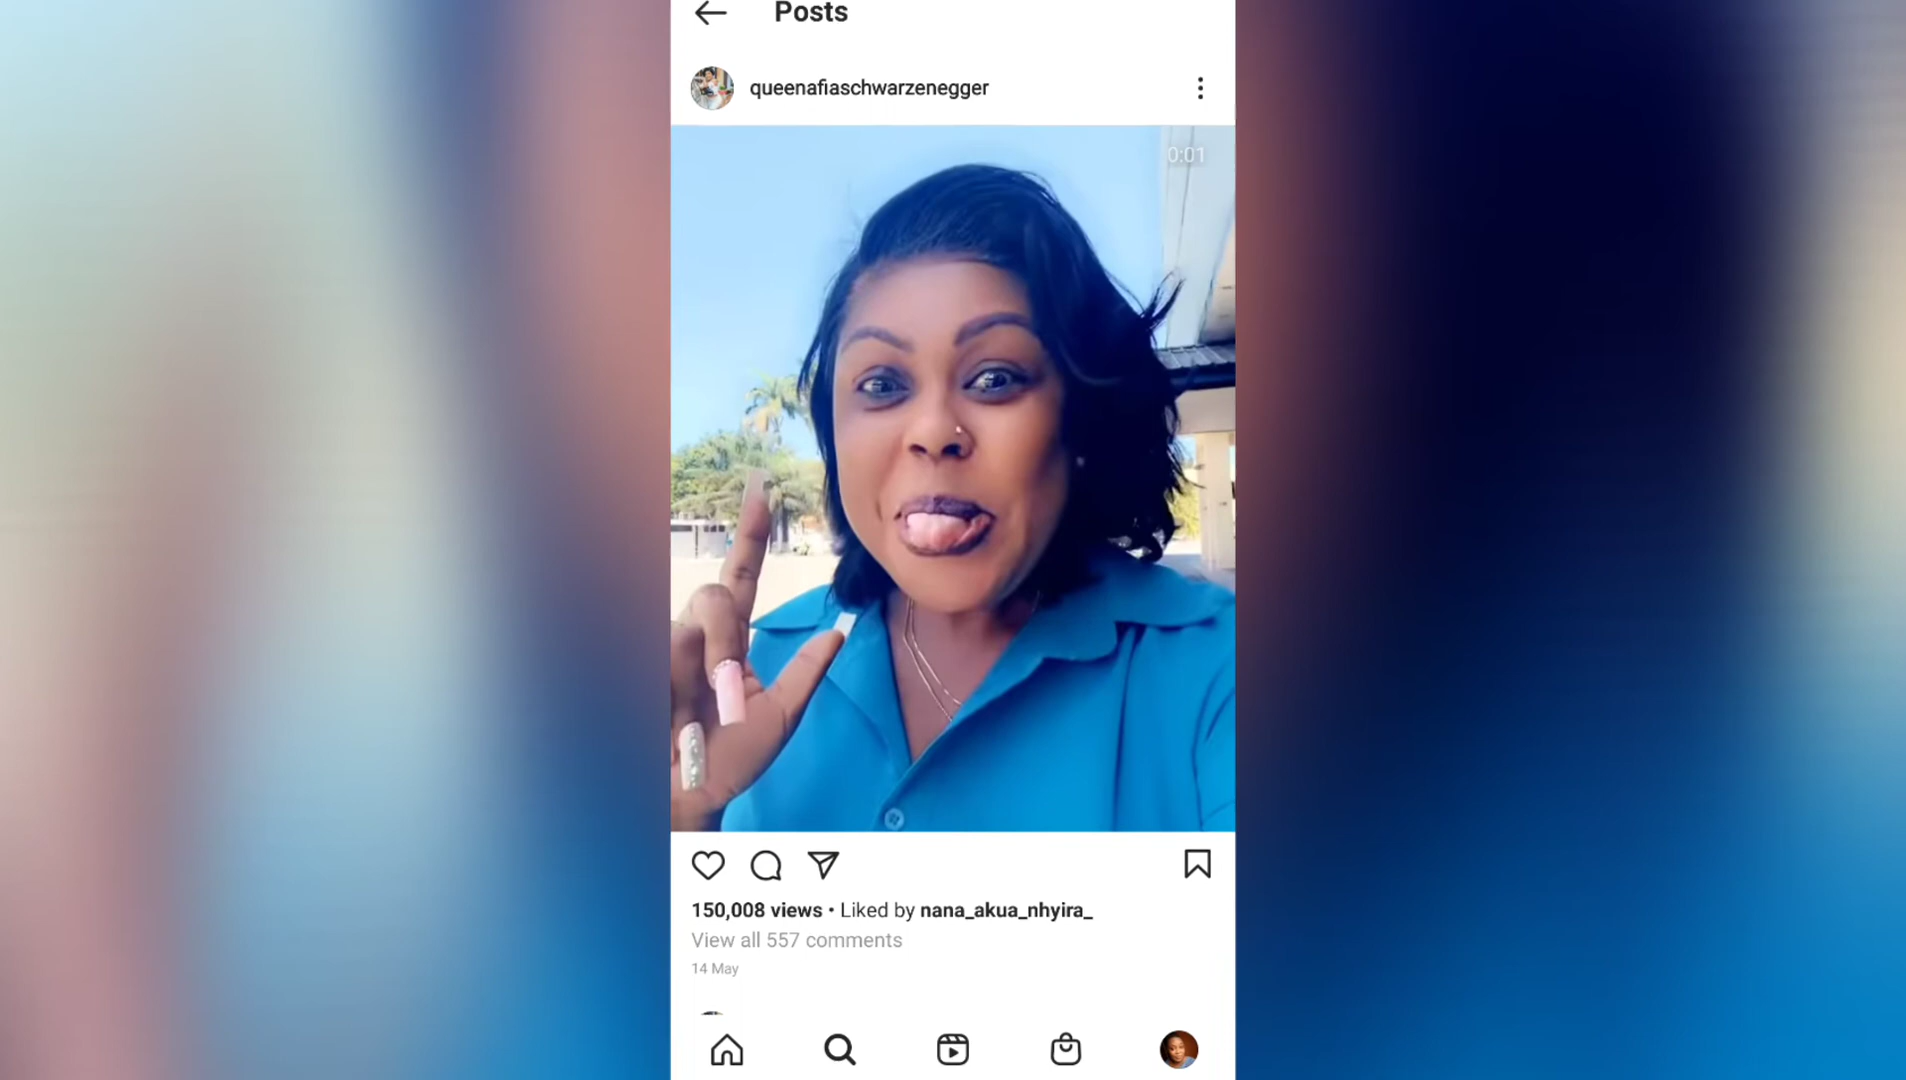 Posts
queenafiaschwarzenegger
0:01
150,008 views • Liked by nana_akua_nhyira_
View all 557 comments
14 May